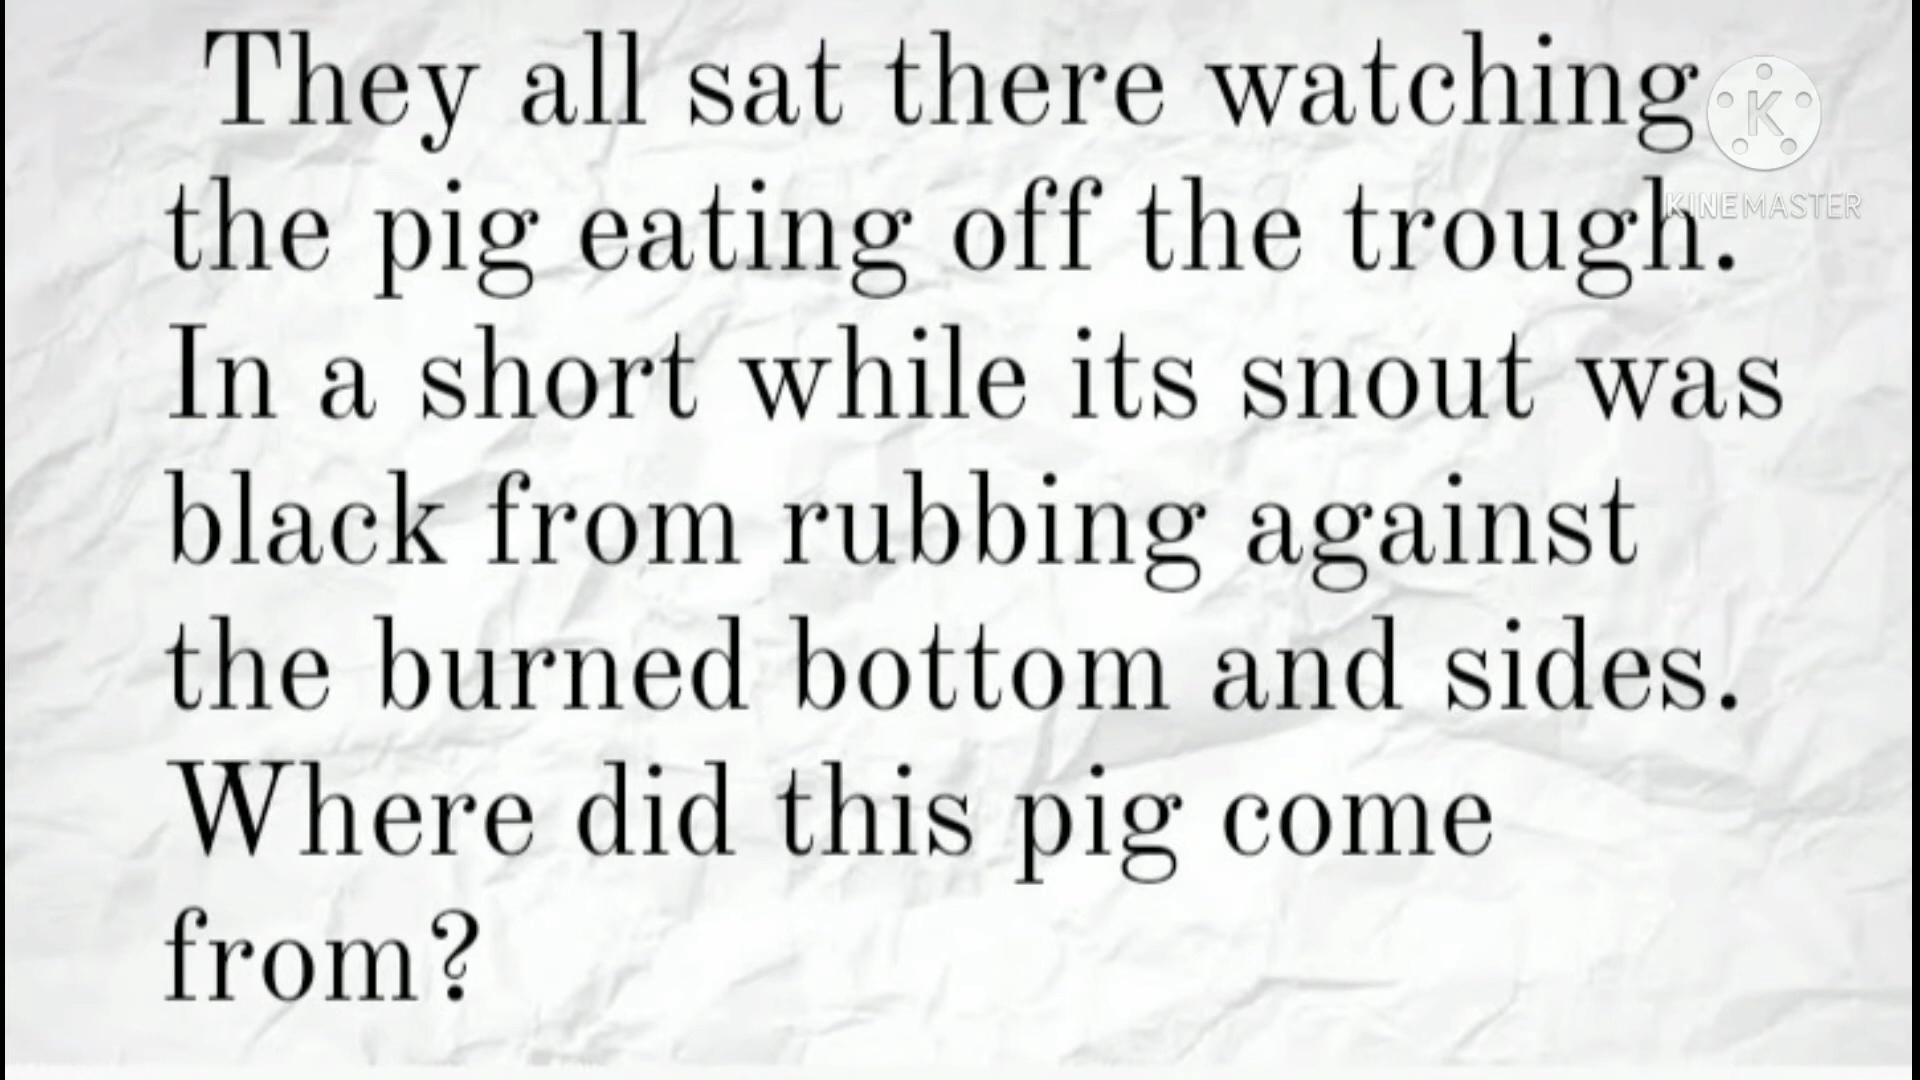 They all sat there watching
the pig eating off the trough.
In a short while its snout was
black from rubbing against
the burned bottom and sides.
Where did this pig come
from?
K
KINEMASTER